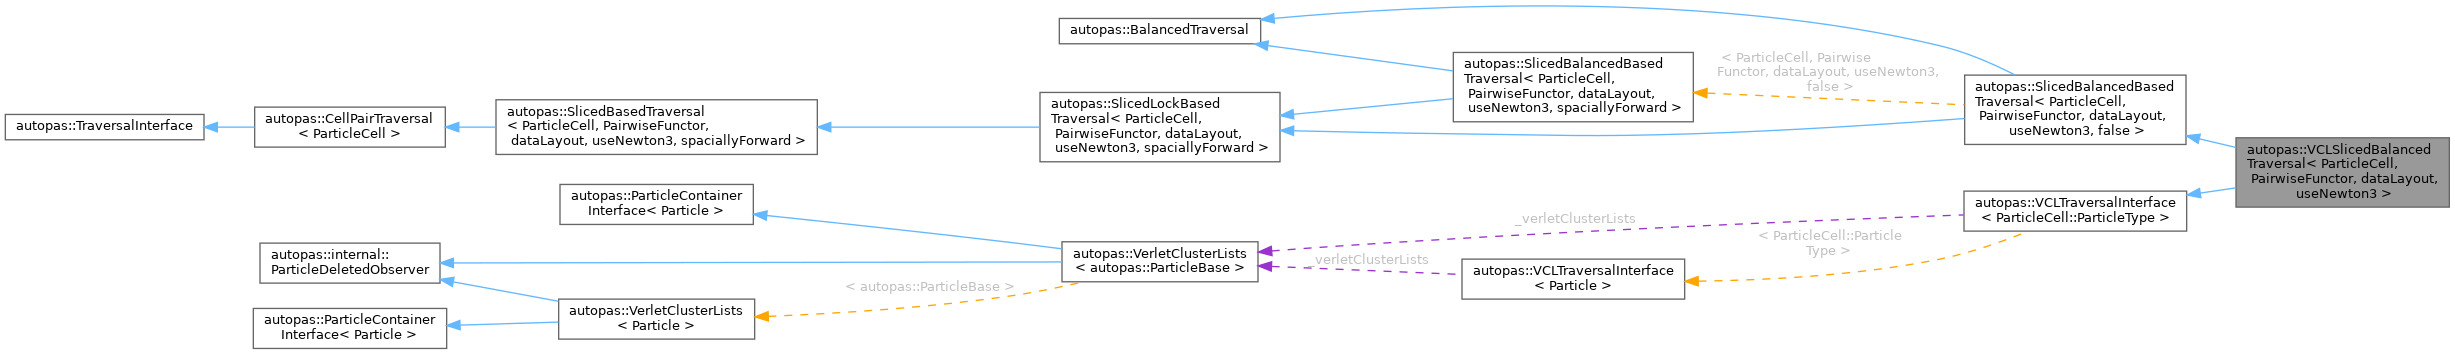 autopas::TraversalInterface
autopas::CellPairTraversal
< ParticleCell >
autopas::SlicedBasedTraversal
< ParticleCell, PairwiseFunctor,
dataLayout, useNewton3, spaciallyForward >
autopas::SlicedLockBased
Traversal< ParticleCell,
PairwiseFunctor, dataLayout,
useNewton3, spaciallyForward >
autopas::BalancedTraversal
autopas::SlicedBalancedBased
Traversal< ParticleCell,
PairwiseFunctor, dataLayout,
useNewton3, spaciallyForward >
< ParticleCell, Pairwise
Functor, dataLayout, useNewton3,
false >
autopas::SlicedBalancedBased
Traversal< ParticleCell,
PairwiseFunctor, dataLayout,
useNewton3, false >
autopas::VCLSlicedBalanced
Traversal< ParticleCell,
PairwiseFunctor, dataLayout,
useNewton3 >
autopas::ParticleContainer
Interface< Particle >
autopas::internal::
ParticleDeletedObserver
autopas::ParticleContainer
Interface< Particle >
autopas::VerletClusterLists
< Particle >
< autopas::ParticleBase >
autopas::VerletClusterLists
< autopas::ParticleBase >
_verletClusterLists
_verletClusterLists
autopas::VCLTraversalInterface
< Particle >
< ParticleCell::Particle
Type >
autopas::VCLTraversalInterface
< ParticleCell::ParticleType >